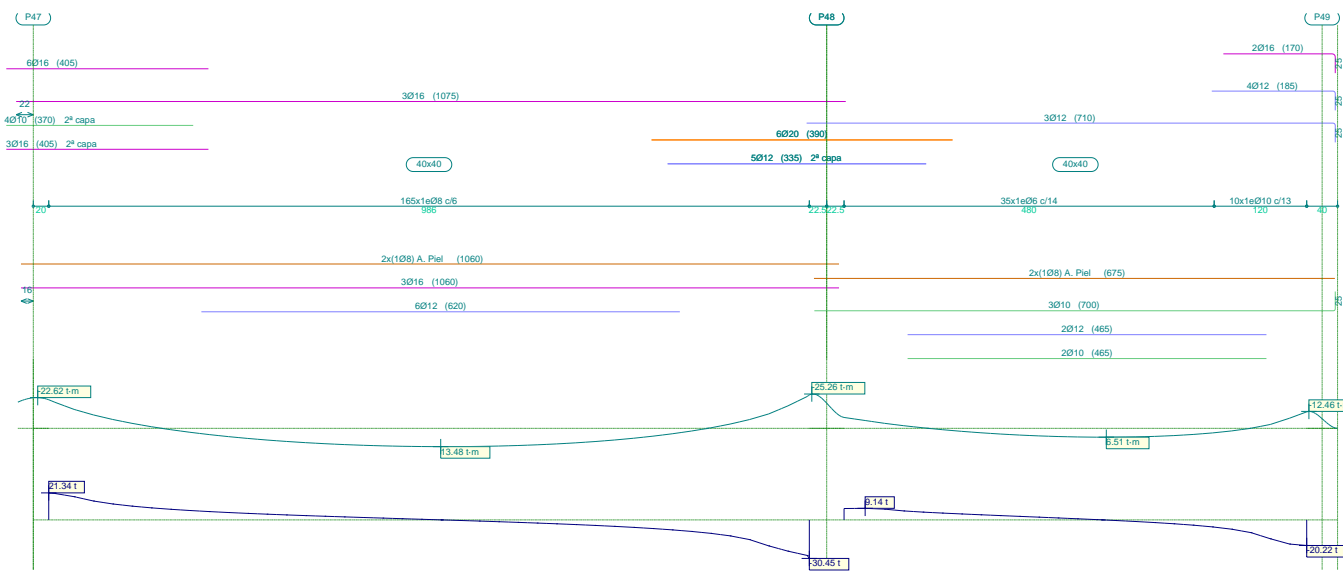 P47
P48
P49
2Ø16 (170)
25
6Ø16 (405)
4Ø12 (185)
25
3Ø16 (1075)
22
4Ø10 (370) 2ª capa
3Ø12 (710)
25
6Ø20 (390)
3Ø16 (405) 2ª capa
5Ø12 (335) 2ª capa
40x40
40x40
165x1eØ8 c/6
35x1eØ6 c/14
10x1eØ10 c/13
20
986
22.5
22.5
480
120
40
2x(1Ø8) A. Piel (1060)
2x(1Ø8) A. Piel (675)
3Ø16 (1060)
16
25
6Ø12 (620)
3Ø10 (700)
2Ø12 (465)
2Ø10 (465)
-22.62 t·m
-25.26 t·m
-12.46 t·
13.48 t·m
6.51 t·m
21.34 t
9.14 t
-30.45 t
-20.22 t